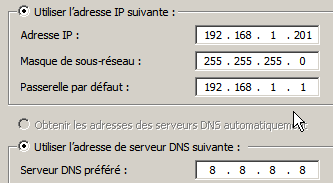 Utiliser l'adresse IP suivante :
Adresse IP : 192 . 168 . 1 . 201
Masque de sous-réseau : 255 . 255 . 255 . 0
Passerelle par défaut : 192 . 168 . 1 . 1
Obtenir les adresses des serveurs DNS automatiquement
Utiliser l'adresse de serveur DNS suivante :
Serveur DNS préféré : 8 . 8 . 8 . 8